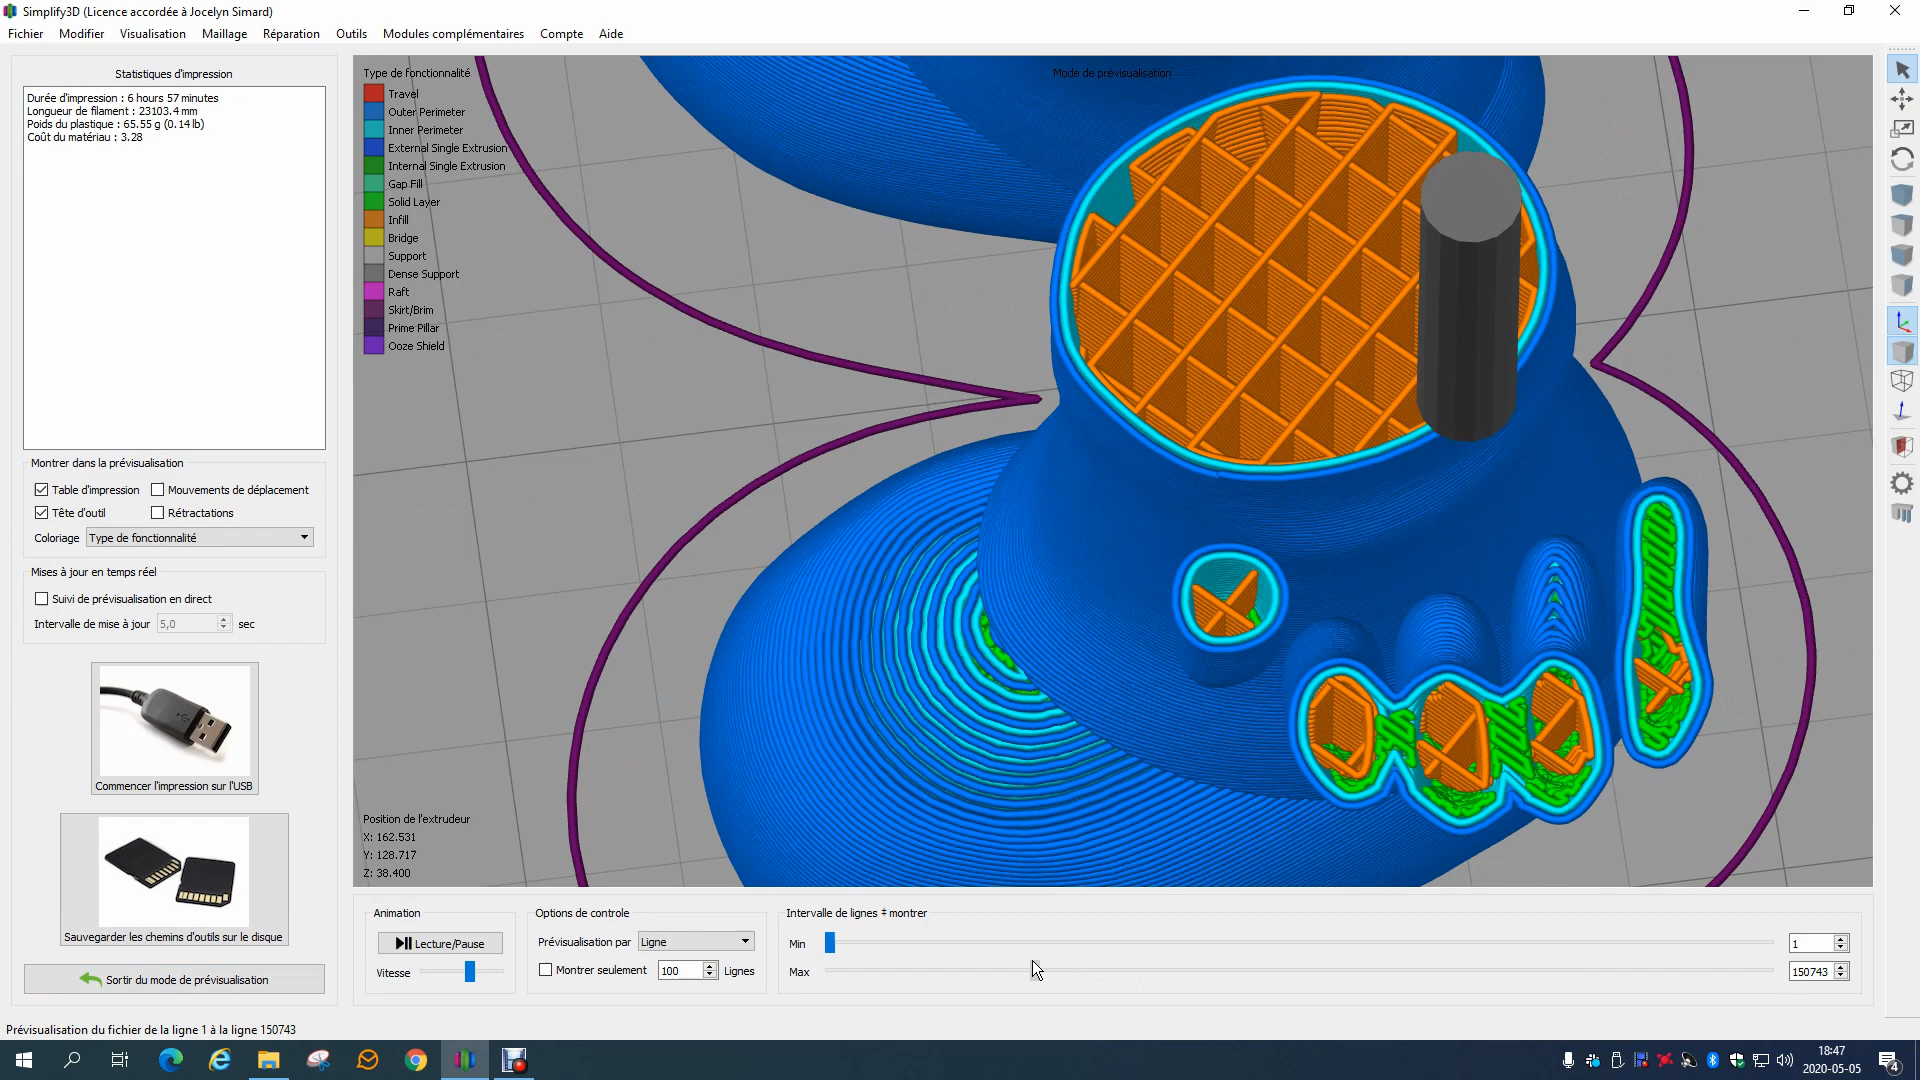 Simplify3D (Licence accordée à Jocelyn Simard)
Fichier Modifier Visualisation Maillage Réparation Outils Modules complémentaires Compte Aide
Statistiques d'impression
Durée d'impression : 6 hours 57 minutes
Longueur de filament : 23103.4 mm
Poids du plastique : 65.55 g (0.14 lb)
Coût du matériau : 3.28
Montrer dans la prévisualisation
Table d'impression Mouvements de déplacement
Tête d'outil Rétractations
Coloriage Type de fonctionnalité
Mises à jour en temps réel
Suivi de prévisualisation en direct
Intervalle de mise à jour 5,0 sec
Commencer l'impression sur l'USB
Sauvegarder les chemins d'outils sur le disque
Sortir du mode de prévisualisation
Type de fonctionnalité
Mode de prévisualisation
Travel
Outer Perimeter
Inner Perimeter
External Single Extrusion
Internal Single Extrusion
Gap Fill
Solid Layer
Infill
Bridge
Support
Dense Support
Raft
Skirt/Brim
Prime Pillar
Ooze Shield
Position de l'extrudeur
X: 162.531
Y: 128.717
Z: 38.400
Animation
Lecture/Pause
Vitesse
Options de controle
Prévisualisation par Ligne
Montrer seulement 100 Lignes
Intervalle de lignes ‡ montrer
Min 1
Max 150743
Prévisualisation du fichier de la ligne 1 à la ligne 150743
18:47
2020-05-05
4